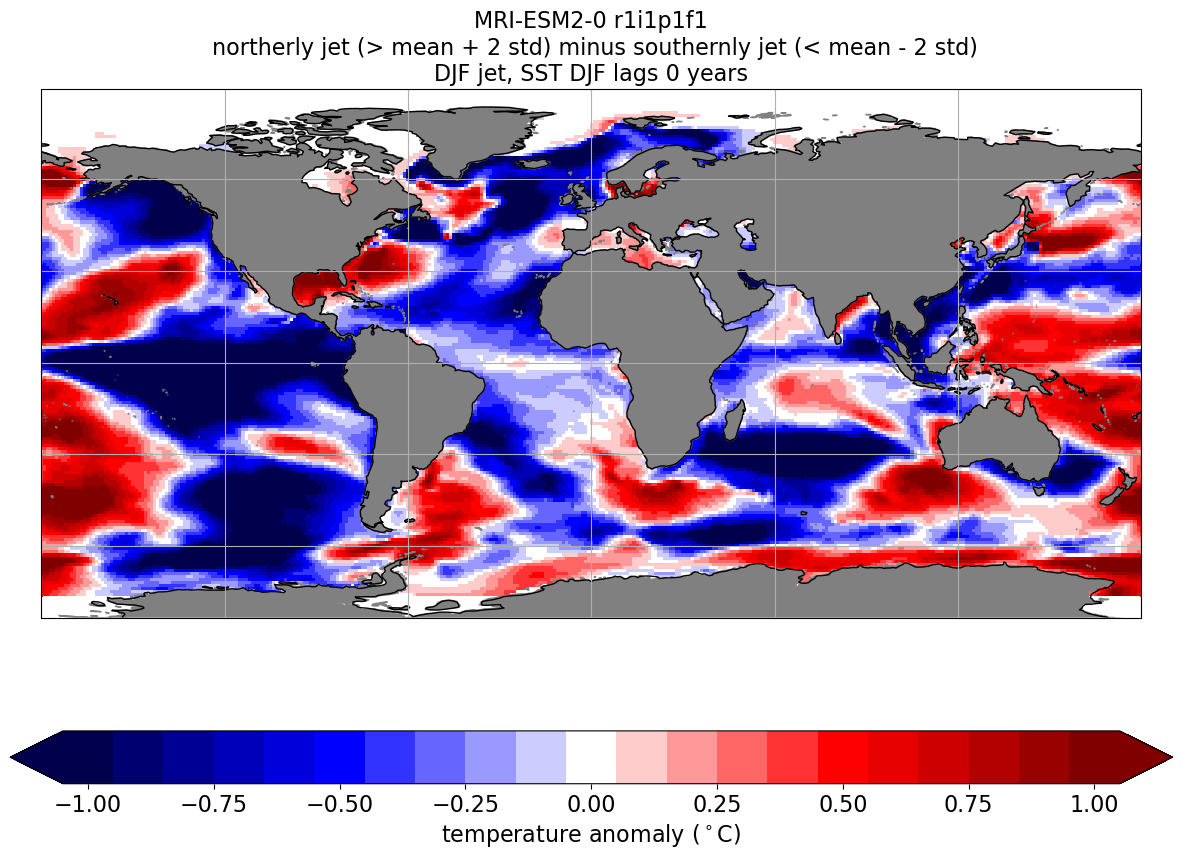 MRI-ESM2-0 r1i1p1f1
northerly jet (> mean + 2 std) minus southernly jet (< mean - 2 std)
DJF jet, SST DJF lags 0 years
−1.00 −0.75 −0.50 −0.25 0.00 0.25 0.50 0.75 1.00
temperature anomaly (°C)